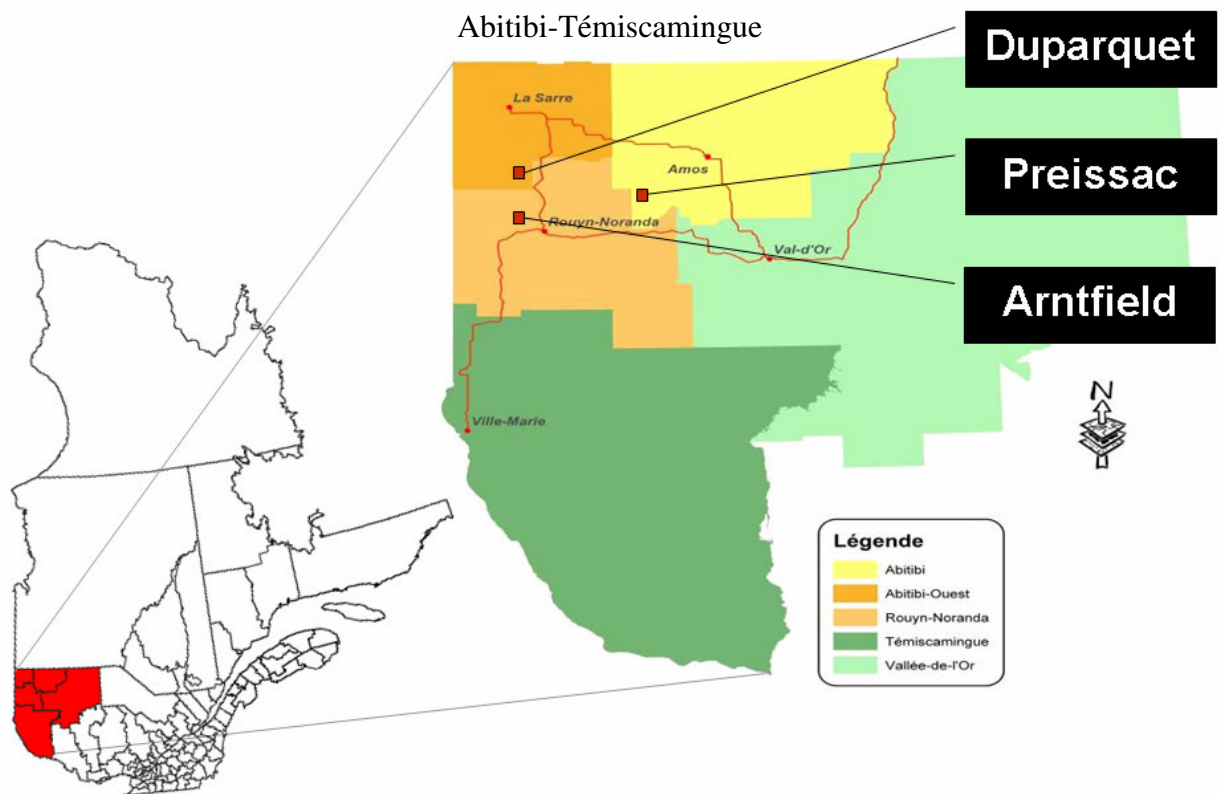 Abitibi-Témiscamingue
Duparquet
La Sarre
Amos
Preissac
Rouyn-Noranda
Val-d'Or
Arntfield
Ville-Marie
N
Légende
Abitibi
Abitibi-Ouest
Rouyn-Noranda
Témiscamingue
Vallée-de-l'Or